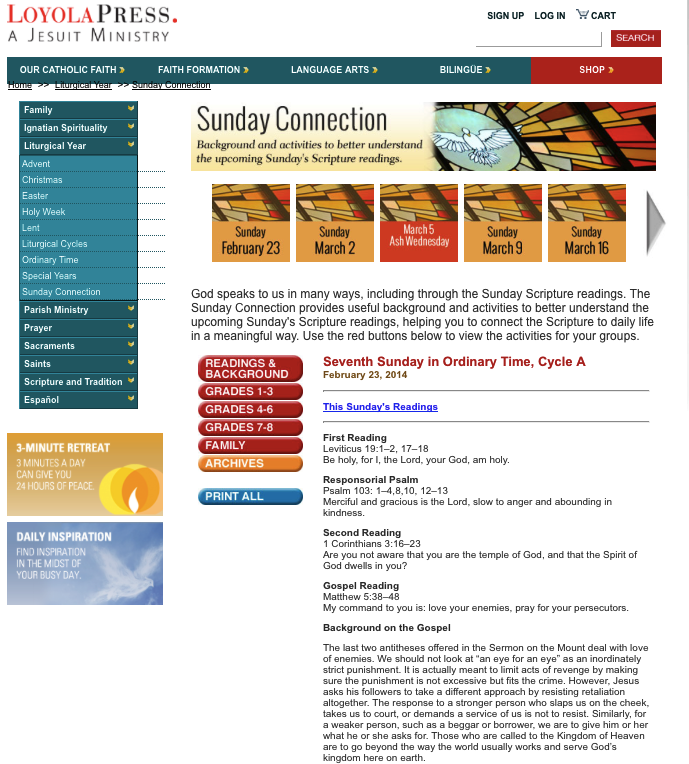 LOYOLAPRESS.
A JESUIT MINISTRY
SIGN UP LOG IN CART
SEARCH
OUR CATHOLIC FAITH FAITH FORMATION LANGUAGE ARTS BILINGÜE SHOP
Home >> Liturgical Year >> Sunday Connection
Family
Ignatian Spirituality
Liturgical Year
Advent
Christmas
Easter
Holy Week
Lent
Liturgical Cycles
Ordinary Time
Special Years
Sunday Connection
Parish Ministry
Prayer
Sacraments
Saints
Scripture and Tradition
Español
3-MINUTE RETREAT
3 MINUTES A DAY
CAN GIVE YOU
24 HOURS OF PEACE.
DAILY INSPIRATION
FIND INSPIRATION
IN THE MIDST OF
YOUR BUSY DAY.
Sunday Connection
Background and activities to better understand
the upcoming Sunday's Scripture readings.
Sunday
February 23
Sunday
March 2
March 5
Ash Wednesday
Sunday
March 9
Sunday
March 16
God speaks to us in many ways, including through the Sunday Scripture readings. The
Sunday Connection provides useful background and activities to better understand the
upcoming Sunday's Scripture readings, helping you to connect the Scripture to daily life
in a meaningful way. Use the red buttons below to view the activities for your groups.
READINGS &
BACKGROUND
GRADES 1-3
GRADES 4-6
GRADES 7-8
FAMILY
ARCHIVES
PRINT ALL
Seventh Sunday in Ordinary Time, Cycle A
February 23, 2014
This Sunday's Readings
First Reading
Leviticus 19:1–2, 17–18
Be holy, for I, the Lord, your God, am holy.
Responsorial Psalm
Psalm 103: 1–4,8,10, 12–13
Merciful and gracious is the Lord, slow to anger and abounding in
kindness.
Second Reading
1 Corinthians 3:16–23
Are you not aware that you are the temple of God, and that the Spirit of
God dwells in you?
Gospel Reading
Matthew 5:38–48
My command to you is: love your enemies, pray for your persecutors.
Background on the Gospel
The last two antitheses offered in the Sermon on the Mount deal with love
of enemies. We should not look at “an eye for an eye” as an inordinately
strict punishment. It is actually meant to limit acts of revenge by making
sure the punishment is not excessive but fits the crime. However, Jesus
asks his followers to take a different approach by resisting retaliation
altogether. The response to a stronger person who slaps us on the cheek,
takes us to court, or demands a service of us is not to resist. Similarly, for
a weaker person, such as a beggar or borrower, we are to give him or her
what he or she asks for. Those who are called to the Kingdom of Heaven
are to go beyond the way the world usually works and serve God's
kingdom here on earth.